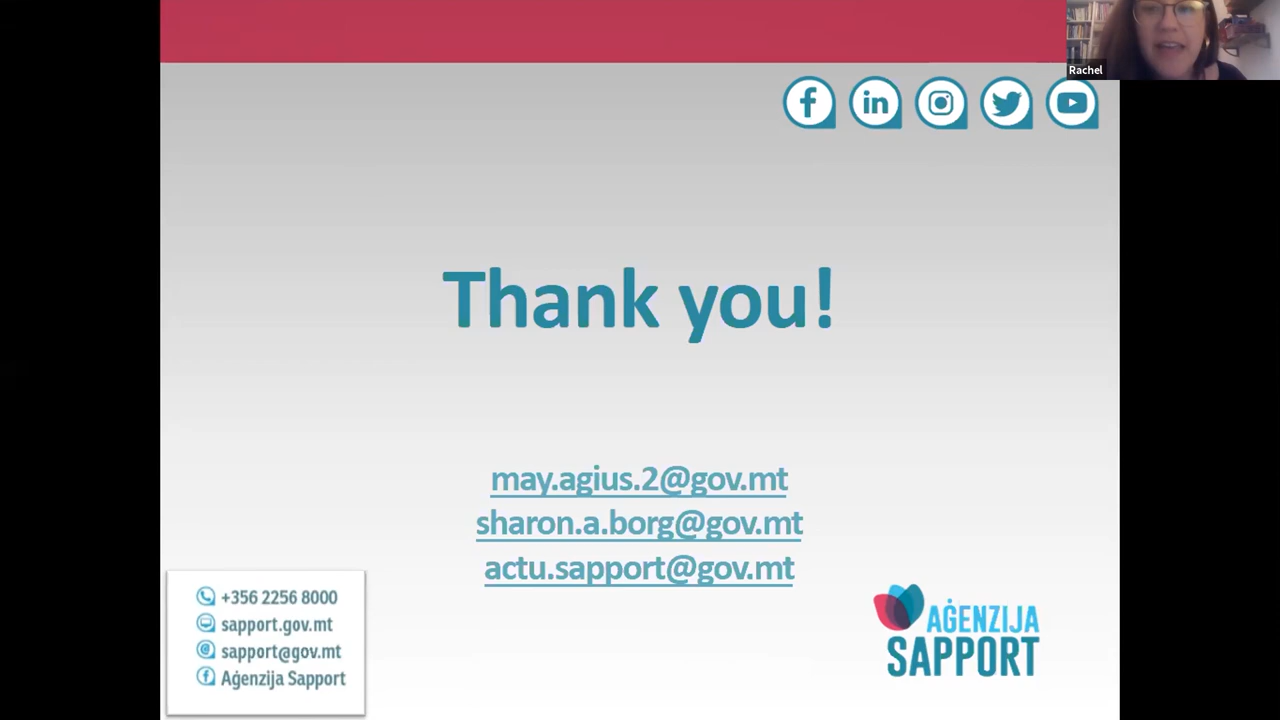 Rachel
Thank you!
may.agius.2@gov.mt
sharon.a.borg@gov.mt
actu.sapport@gov.mt
+356 2256 8000
sapport.gov.mt
sapport@gov.mt
Aġenzija Sapport
AĠENZIJA
SAPPORT